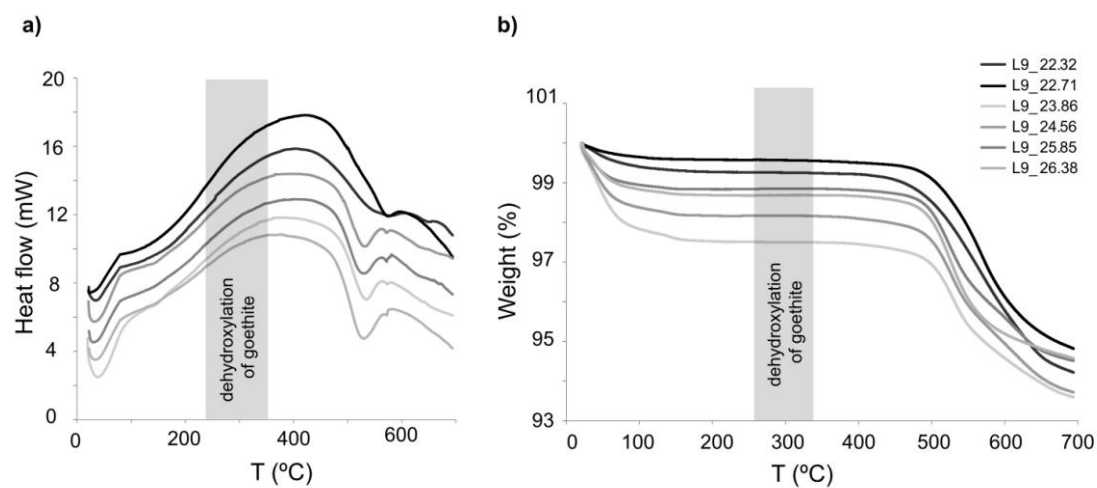 a)
Heat flow (mW)
20
16
12
8
4
0
dehydroxylation
of goethite
0
200
400
600
T (ºC)
b)
Weight (%)
101
99
97
95
93
dehydroxylation
of goethite
0
100
200
300
400
500
600
700
T (ºC)
L9_22.32
L9_22.71
L9_23.86
L9_24.56
L9_25.85
L9_26.38